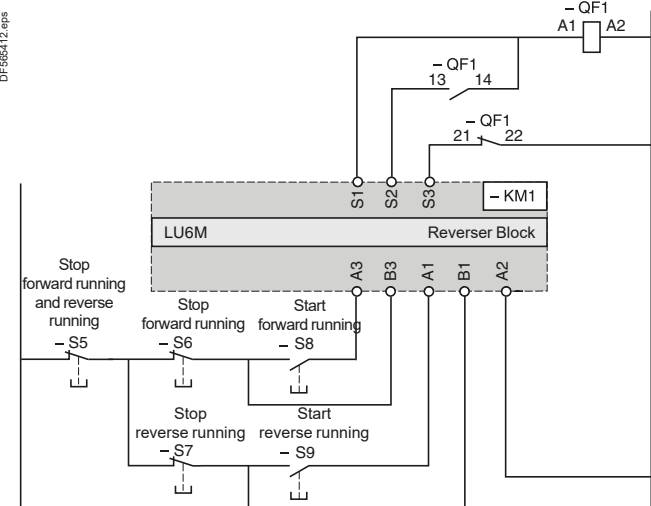 DF565412.eps
– QF1
A1 A2
– QF1
13 14
– QF1
21 22
S1 S2 S3
– KM1
LU6M Reverser Block
A3 B3 A1 B1 A2
Stop
forward running
and reverse
running
– S5
Stop
forward running
– S6
Start
forward running
– S8
Stop
reverse running
– S7
Start
reverse running
– S9